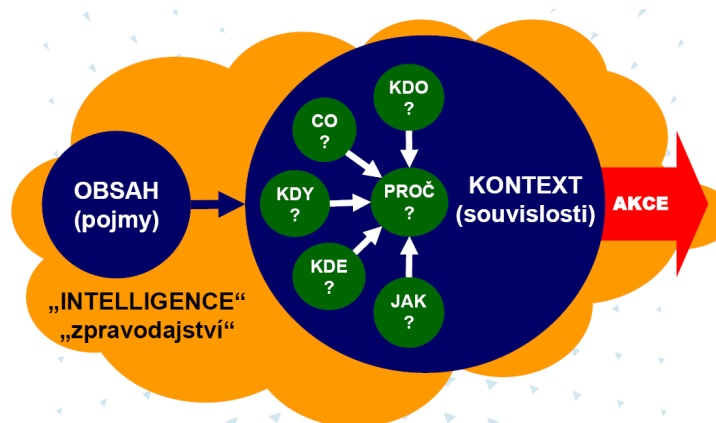 OBSAH
(pojmy)
„INTELLIGENCE“
„zpravodajství“
KDO
?
CO
?
KDY
?
KDE
?
JAK
?
PROČ
?
KONTEXT
(souvislosti)
AKCE